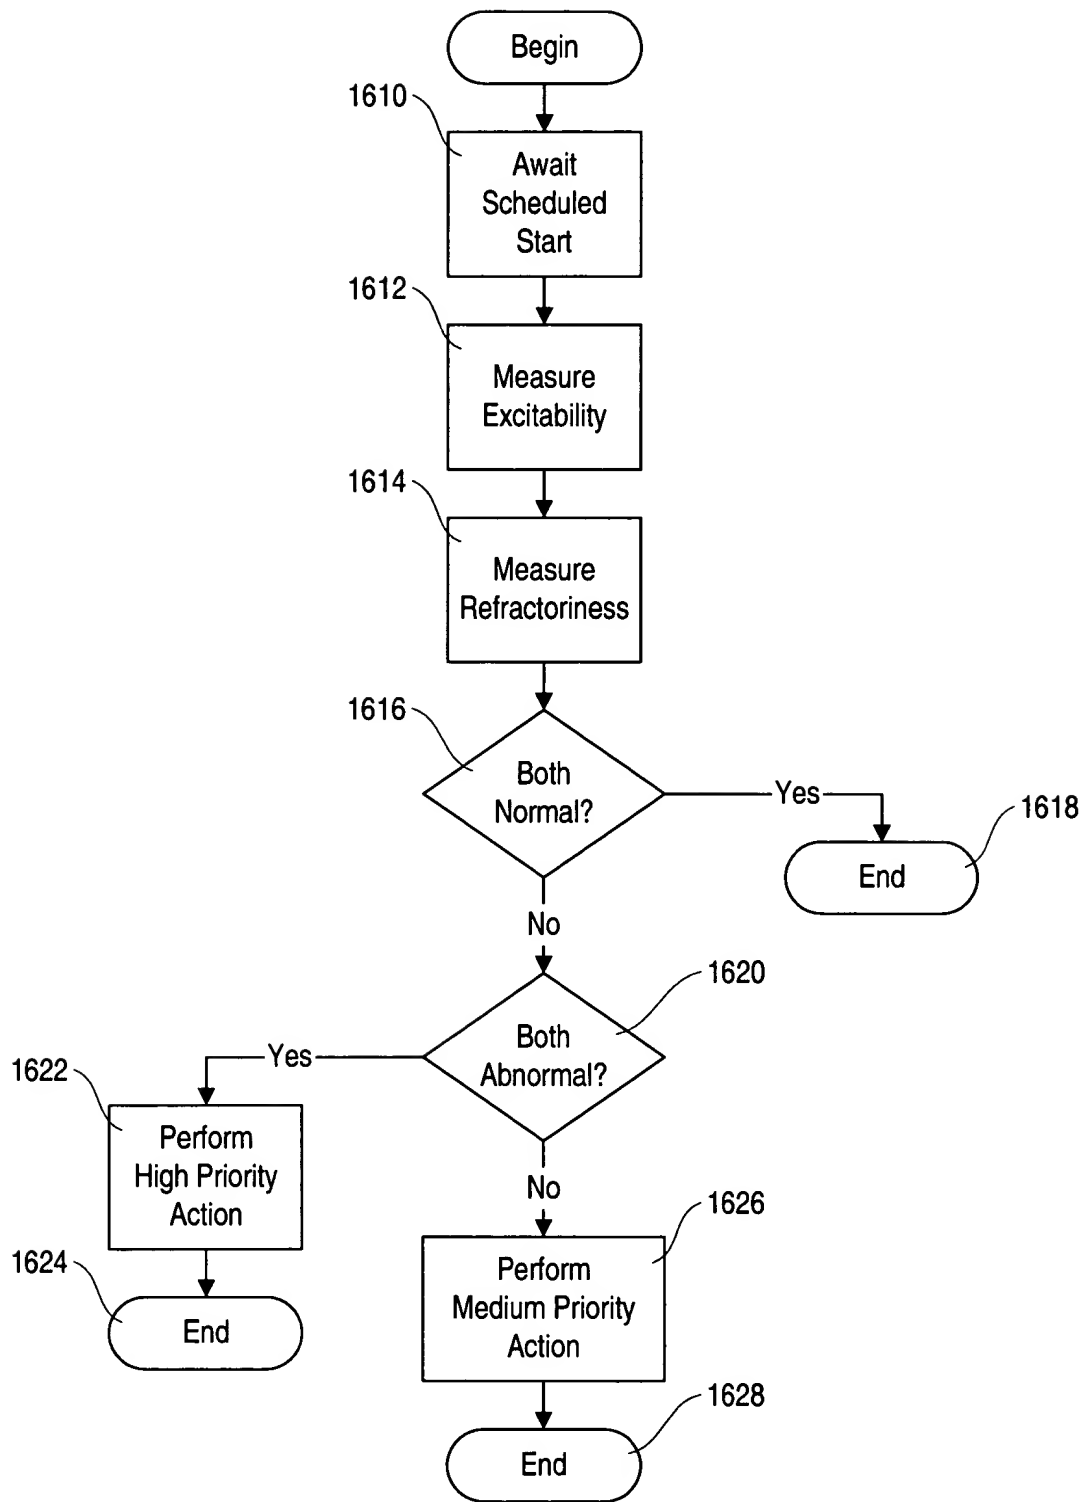 Begin
1610
Await
Scheduled
Start
1612
Measure
Excitability
1614
Measure
Refractoriness
1616
Both
Normal?
Yes
1618
End
No
1620
Both
Abnormal?
Yes
1622
Perform
High Priority
Action
No
1626
Perform
Medium Priority
Action
1624
End
1628
End